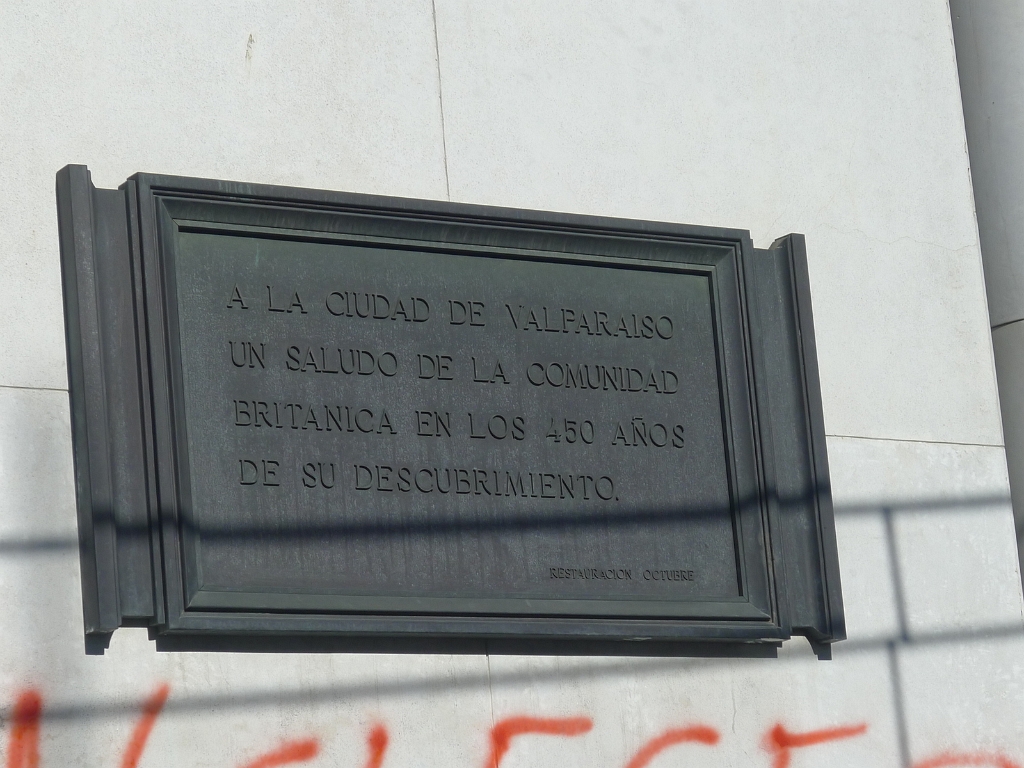 A LA CIUDAD DE VALPARAISO
UN SALUDO DE LA COMUNIDAD
BRITANICA EN LOS 450 AÑOS
DE SU DESCUBRIMIENTO.
RESTAURACION OCTUBRE